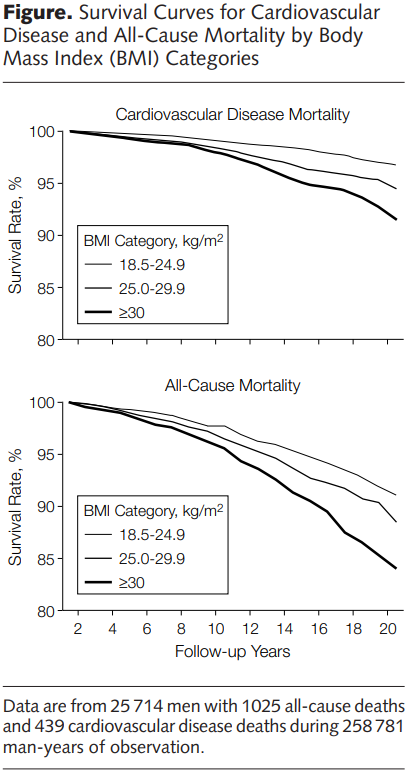 Figure. Survival Curves for Cardiovascular
Disease and All-Cause Mortality by Body
Mass Index (BMI) Categories
Cardiovascular Disease Mortality
100
95
90
85
80
Survival Rate, %
BMI Category, kg/m2
18.5-24.9
25.0-29.9
≥30
All-Cause Mortality
100
95
90
85
80
Survival Rate, %
BMI Category, kg/m2
18.5-24.9
25.0-29.9
≥30
2 4 6 8 10 12 14 16 18 20
Follow-up Years
Data are from 25 714 men with 1025 all-cause deaths
and 439 cardiovascular disease deaths during 258 781
man-years of observation.